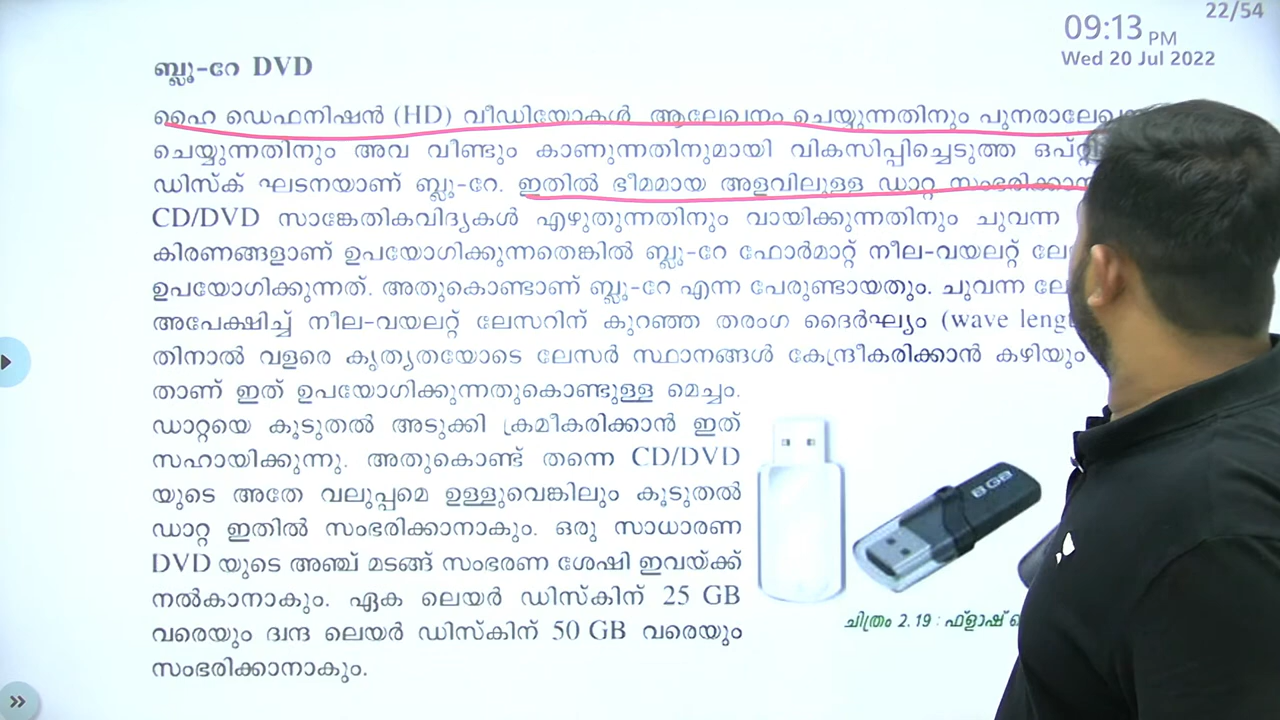 22/54
09:13 PM
Wed 20 Jul 2022
ബ്ലൂ-റേ DVD
ഹൈ ഡെഫനിഷൻ (HD) വീഡിയോകൾ ആലേഖനം ചെയ്യുന്നതിനും
ചെയ്യുന്നതിനും അവ വീണ്ടും കാണുന്നതിനുമായി വികസിപ്പിച്ചെടുത്ത
ഡിസ്ക് ഘടനയാണ് ബ്ലൂ-റേ. ഇതിൽ ഭീമമായ അളവിലുള്ള ഡാറ്റ
CD/DVD സാങ്കേതികവിദ്യകൾ എഴുതുന്നതിനും വായിക്കുന്നതിനും ചുവന്ന
കിരണങ്ങളാണ് ഉപയോഗിക്കുന്നതെങ്കിൽ ബ്ലൂ-റേ ഫോർമാറ്റ് നീല-വയലറ്റ്
ഉപയോഗിക്കുന്നത്. അതുകൊണ്ടാണ് ബ്ലൂ-റേ എന്ന പേരുണ്ടായതും. ചുവന്ന
അപേക്ഷിച്ച് നീല-വയലറ്റ് ലേസറിന് കുറഞ്ഞ തരംഗ ദൈർഘ്യം (wave
തിനാൽ വളരെ കൃത്യതയോടെ ലേസർ സ്ഥാനങ്ങൾ കേന്ദ്രീകരിക്കാൻ കഴിയും
താണ് ഇത് ഉപയോഗിക്കുന്നതുകൊണ്ടുള്ള മെച്ചം.
ഡാറ്റയെ കൂടുതൽ അടുക്കി ക്രമീകരിക്കാൻ ഇത്
സഹായിക്കുന്നു. അതുകൊണ്ട് തന്നെ CD/DVD
യുടെ അതേ വലുപ്പമെ ഉള്ളുവെങ്കിലും കൂടുതൽ
ഡാറ്റ ഇതിൽ സംഭരിക്കാനാകും. ഒരു സാധാരണ
DVD യുടെ അഞ്ച് മടങ്ങ് സംഭരണ ശേഷി ഇവയ്ക്ക്
നൽകാനാകും. ഏക ലെയർ ഡിസ്കിന് 25 GB
വരെയും ദ്വന്ദ ലെയർ ഡിസ്കിന് 50 GB വരെയും
സംഭരിക്കാനാകും.
8 GB
ചിത്രം 2.19 : ഫ്ളാഷ്